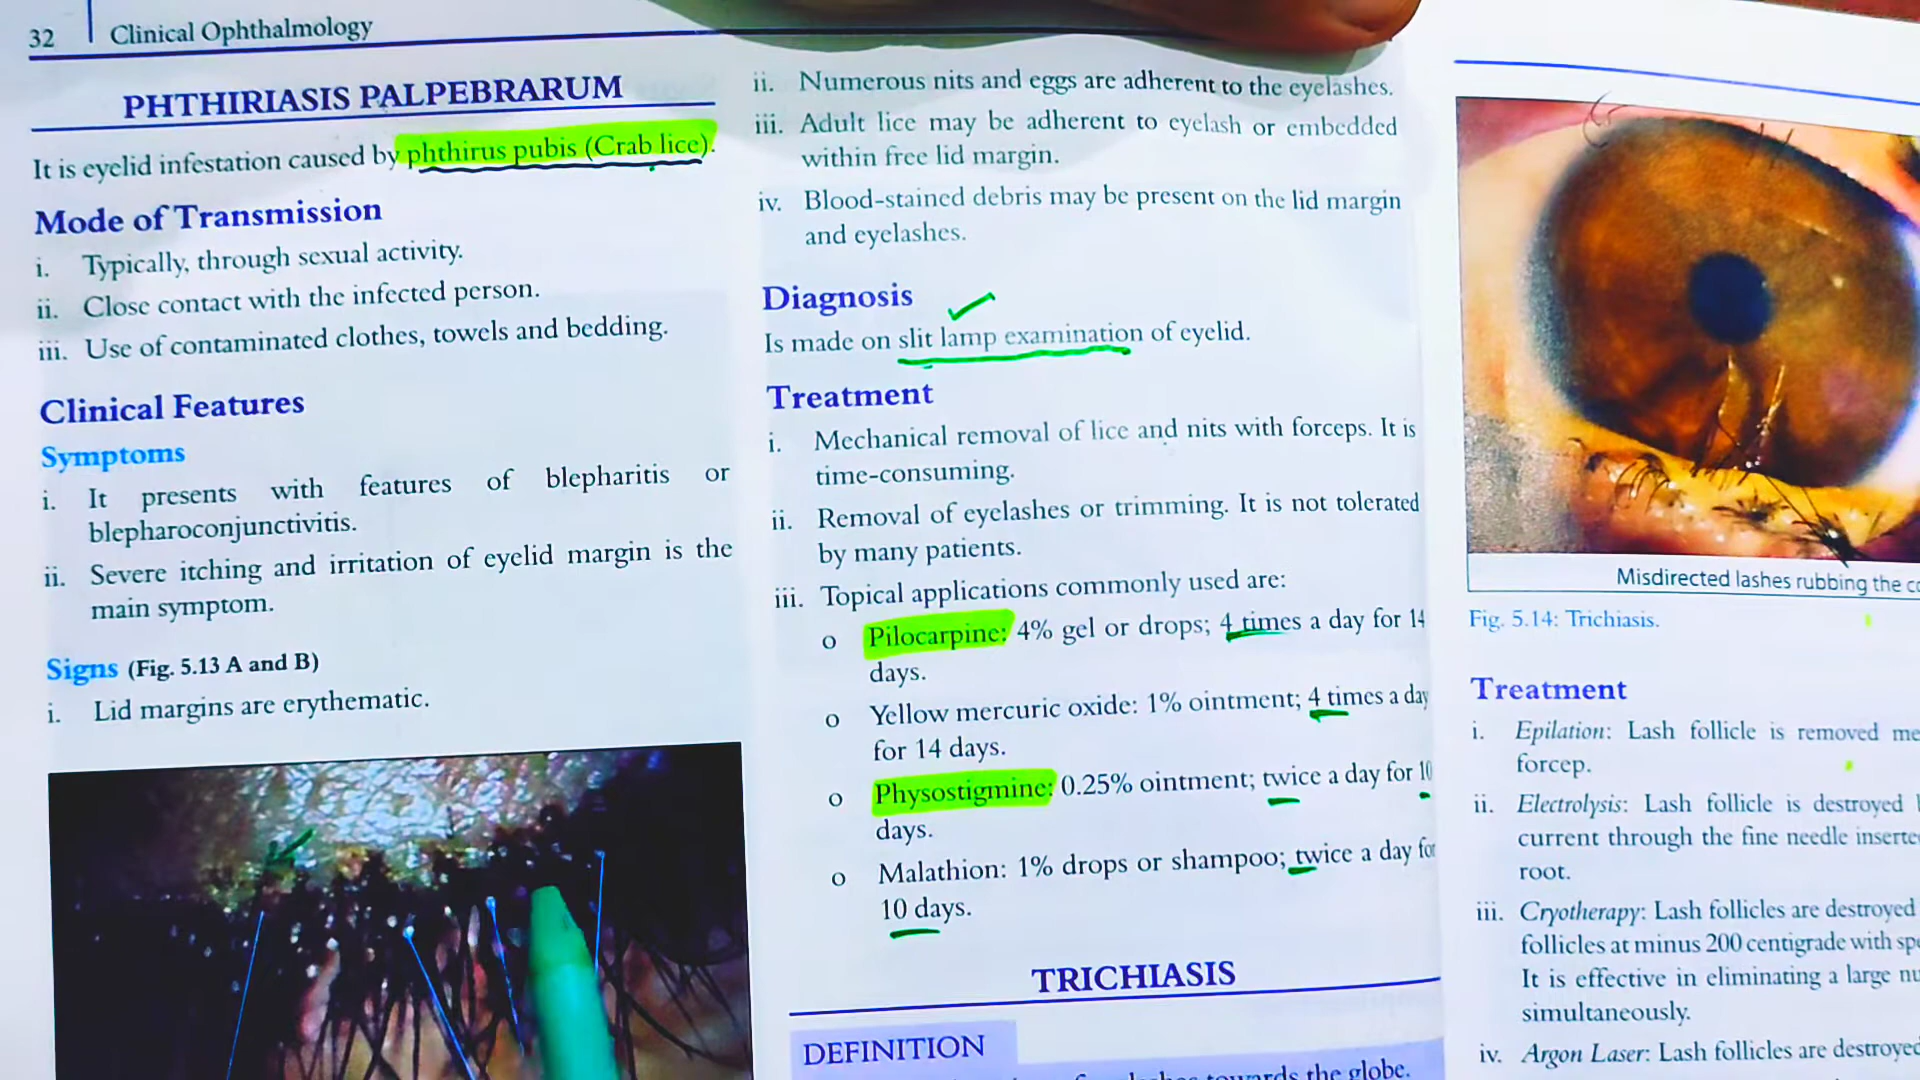 32 Clinical Ophthalmology
PHTHIRIASIS PALPEBRARUM
It is eyelid infestation caused by phthirus pubis (Crab lice).
Mode of Transmission
i. Typically, through sexual activity.
ii. Close contact with the infected person.
iii. Use of contaminated clothes, towels and bedding.
Clinical Features
Symptoms
i. It presents with features of blepharitis or
blepharoconjunctivitis.
ii. Severe itching and irritation of eyelid margin is the
main symptom.
Signs (Fig. 5.13 A and B)
i. Lid margins are erythematic.
ii. Numerous nits and eggs are adherent to the eyelashes.
iii. Adult lice may be adherent to eyelash or embedded
within free lid margin.
iv. Blood-stained debris may be present on the lid margin
and eyelashes.
Diagnosis
Is made on slit lamp examination of eyelid.
Treatment
i. Mechanical removal of lice and nits with forceps. It is
time-consuming.
ii. Removal of eyelashes or trimming. It is not tolerated
by many patients.
iii. Topical applications commonly used are:
o Pilocarpine: 4% gel or drops; 4 times a day for 14
days.
o Yellow mercuric oxide: 1% ointment; 4 times a day
for 14 days.
o Physostigmine: 0.25% ointment; twice a day for 10
days.
o Malathion: 1% drops or shampoo; twice a day for
10 days.
TRICHIASIS
DEFINITION
towards the globe.
Misdirected lashes rubbing the
Fig. 5.14: Trichiasis.
Treatment
i. Epilation: Lash follicle is removed
forcep.
ii. Electrolysis: Lash follicle is destroyed
current through the fine needle
root.
iii. Cryotherapy: Lash follicles are destroyed
follicles at minus 200 centigrade with
It is effective in eliminating a large
simultaneously.
iv. Argon Laser: Lash follicles are destroyed